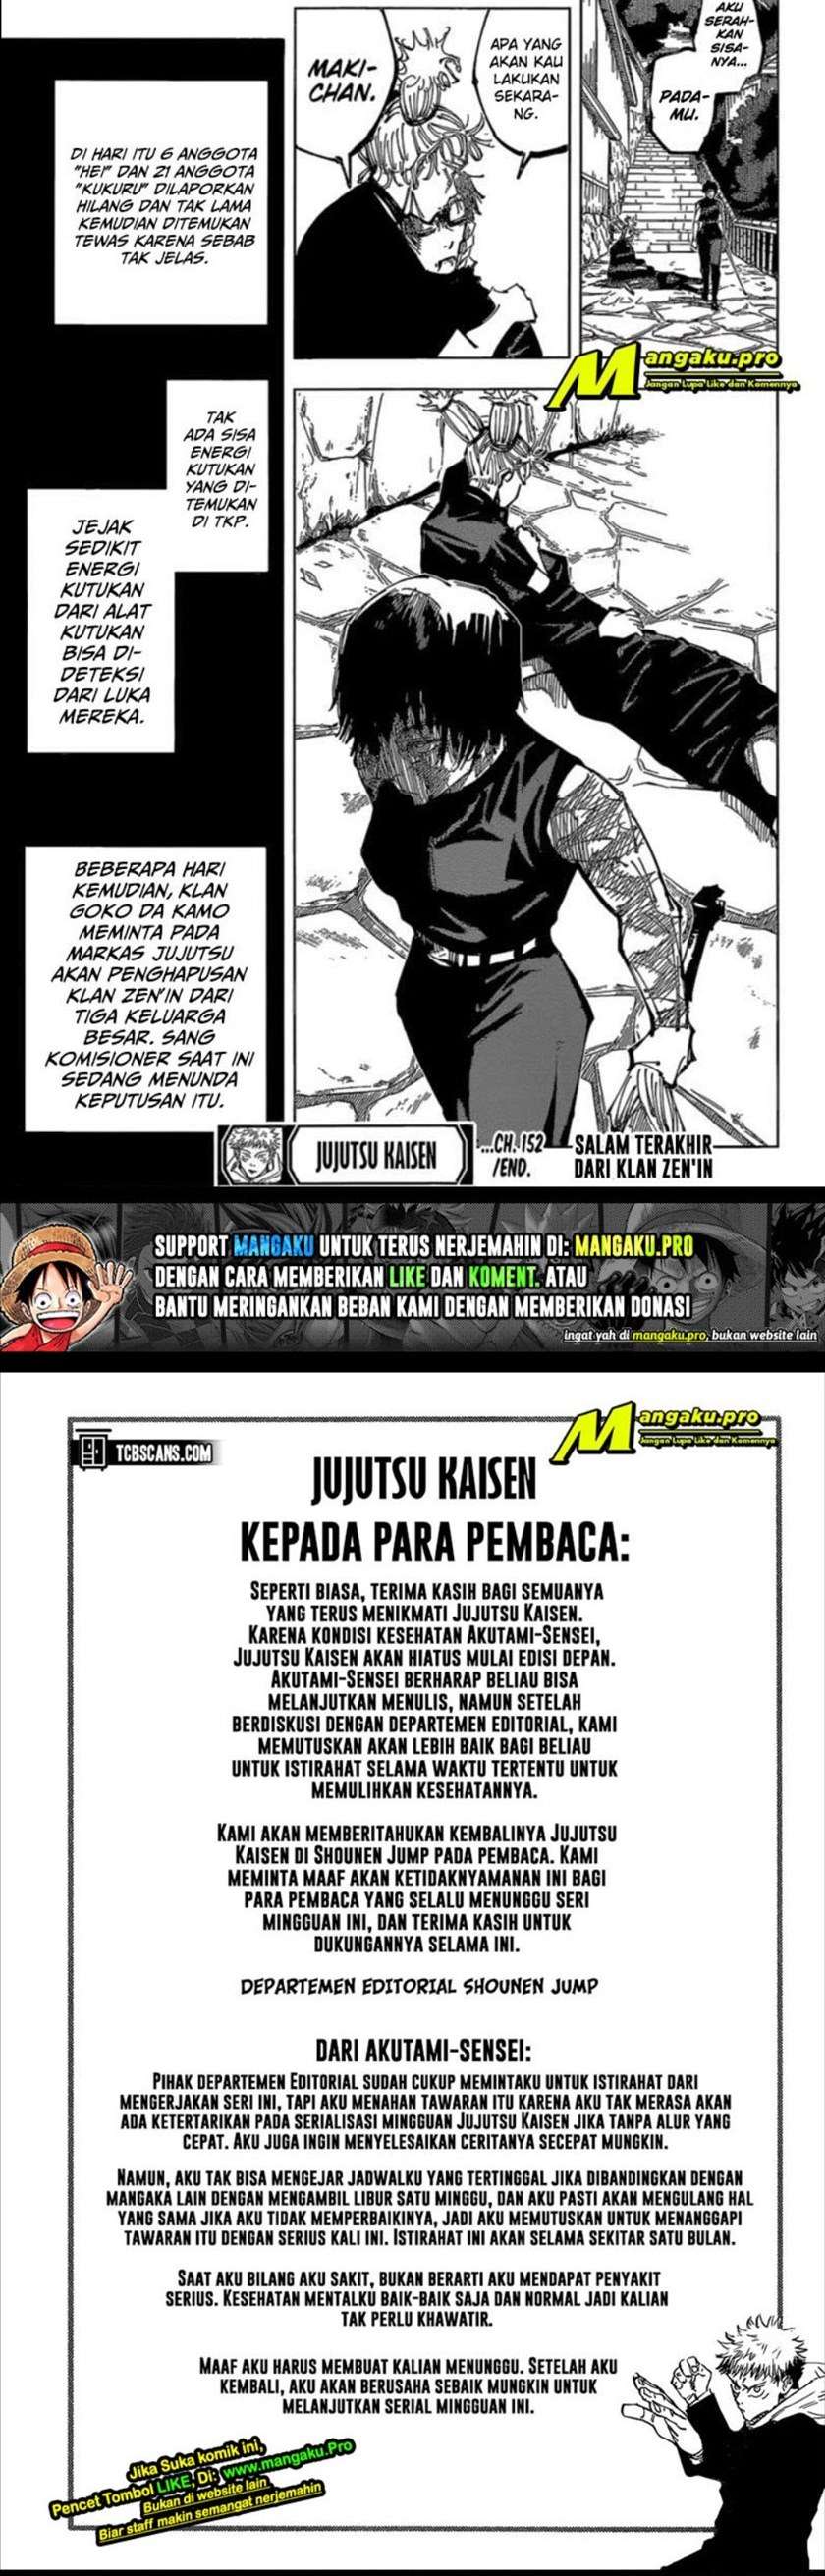 AKU
SERAH-
KAN
SISA-
NYA...
PADA-
MU.
APA YANG
AKAN KAU
LAKUKAN
SEKARA-
NG.
MAKI-
CHAN.
DI HARI ITU 6 ANGGOTA
"HEI" DAN 21 ANGGOTA
"KUKURU" DILAPORKAN
HILANG DAN TAK LAMA
KEMUDIAN DITEMUKAN
TEWAS KARENA SEBAB
TAK JELAS.
Mangaku.pro
Jangan Lupa Like dan Komennya
TAK
ADA SISA
ENERGI
KUTUKAN
YANG DI-
TEMUKAN
DI TKP.
JEJAK
SEDIKIT
ENERGI
KUTUKAN
DARI ALAT
KUTUKAN
BISA DI-
DETEKSI
DARI LUKA
MEREKA.
BEBERAPA HARI
KEMUDIAN, KLAN
GOKO DA KAMO
MEMINTA PADA
MARKAS JUJUTSU
AKAN PENGHAPUSAN
KLAN ZEN'IN DARI
TIGA KELUARGA
BESAR. SANG
KOMISIONER SAAT INI
SEDANG MENUNDA
KEPUTUSAN ITU.
JUJUTSU KAISEN
...CH. 152
/END.
SALAM TERAKHIR
DARI KLAN ZEN'IN
SUPPORT MANGAKU UNTUK TERUS NERJEMAHIN DI: MANGAKU.PRO
DENGAN CARA MEMBERIKAN LIKE DAN KOMENT. ATAU
BANTU MERINGANKAN BEBAN KAMI DENGAN MEMBERIKAN DONASI
ingat yah di mangaku.pro, bukan website lain
Mangaku.pro
Jangan Lupa Like dan Komennya
TCBSCANS.COM
JUJUTSU KAISEN
KEPADA PARA PEMBACA:
SEPERTI BIASA, TERIMA KASIH BAGI SEMUANYA
YANG TERUS MENIKMATI JUJUTSU KAISEN.
KARENA KONDISI KESEHATAN AKUTAMI-SENSEI,
JUJUTSU KAISEN AKAN HIATUS MULAI EDISI DEPAN.
AKUTAMI-SENSEI BERHARAP BELIAU BISA
MELANJUTKAN MENULIS, NAMUN SETELAH
BERDISKUSI DENGAN DEPARTEMEN EDITORIAL, KAMI
MEMUTUSKAN AKAN LEBIH BAIK BAGI BELIAU
UNTUK ISTIRAHAT SELAMA WAKTU TERTENTU UNTUK
MEMULIHKAN KESEHATANNYA.
KAMI AKAN MEMBERITAHUKAN KEMBALINYA JUJUTSU
KAISEN DI SHOUNEN JUMP PADA PEMBACA. KAMI
MEMINTA MAAF AKAN KETIDAKNYAMANAN INI BAGI
PARA PEMBACA YANG SELALU MENUNGGU SERI
MINGGUAN INI, DAN TERIMA KASIH UNTUK
DUKUNGANNYA SELAMA INI.
DEPARTEMEN EDITORIAL SHOUNEN JUMP
DARI AKUTAMI-SENSEI:
PIHAK DEPARTEMEN EDITORIAL SUDAH CUKUP MEMINTAKU UNTUK ISTIRAHAT DARI
MENGERJAKAN SERI INI, TAPI AKU MENAHAN TAWARAN ITU KARENA AKU TAK MERASA AKAN
ADA KETERTARIKAN PADA SERIALISASI MINGGUAN JUJUTSU KAISEN JIKA TANPA ALUR YANG
CEPAT. AKU JUGA INGIN MENYELESAIKAN CERITANYA SECEPAT MUNGKIN.
NAMUN, AKU TAK BISA MENGEJAR JADWALKU YANG TERTINGGAL JIKA DIBANDINGKAN DENGAN
MANGAKA LAIN DENGAN MENGAMBIL LIBUR SATU MINGGU, DAN AKU PASTI AKAN MENGULANG HAL
YANG SAMA JIKA AKU TIDAK MEMPERBAIKINYA, JADI AKU MEMUTUSKAN UNTUK MENANGGAPI
TAWARAN ITU DENGAN SERIUS KALI INI. ISTIRAHAT INI AKAN SELAMA SEKITAR SATU BULAN.
SAAT AKU BILANG AKU SAKIT, BUKAN BERARTI AKU MENDAPAT PENYAKIT
SERIUS. KESEHATAN MENTALKU BAIK-BAIK SAJA DAN NORMAL JADI KALIAN
TAK PERLU KHAWATIR.
MAAF AKU HARUS MEMBUAT KALIAN MENUNGGU. SETELAH AKU
KEMBALI, AKU AKAN BERUSAHA SEBAIK MUNGKIN UNTUK
MELANJUTKAN SERIAL MINGGUAN INI.
Jika Suka komik ini,
Pencet Tombol LIKE, Di: www.mangaku.Pro
Bukan di website lain
Biar staff makin semangat nerjemahin